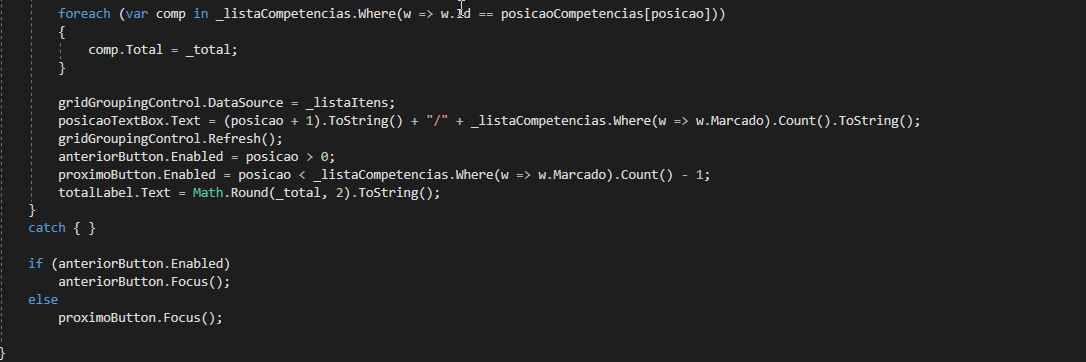 foreach (var comp in _listaCompetencias.Where(w => w.Id == posicaoCompetencias[posicao]))
{
comp.Total = _total;
}
gridGroupingControl.DataSource = _listaItens;
posicaoTextBox.Text = (posicao + 1).ToString() + "/" + _listaCompetencias.Where(w => w.Marcado).Count().ToString();
gridGroupingControl.Refresh();
anteriorButton.Enabled = posicao > 0;
proximoButton.Enabled = posicao < _listaCompetencias.Where(w => w.Marcado).Count() - 1;
totalLabel.Text = Math.Round(_total, 2).ToString();
}
catch { }
if (anteriorButton.Enabled)
anteriorButton.Focus();
else
proximoButton.Focus();
}